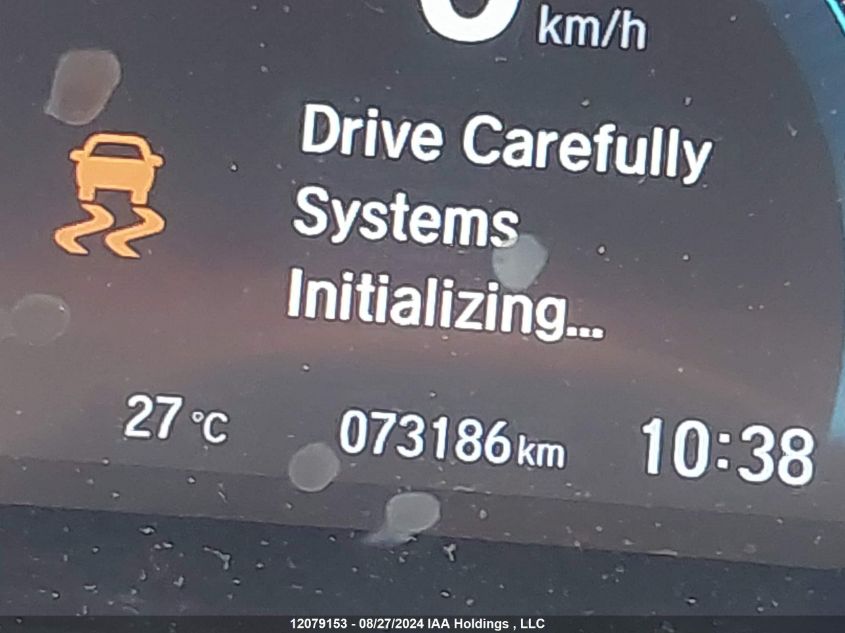 km/h
Drive Carefully
Systems
Initializing...
27 °C 073186 km 10:38
12079153 - 08/27/2024 IAA Holdings , LLC